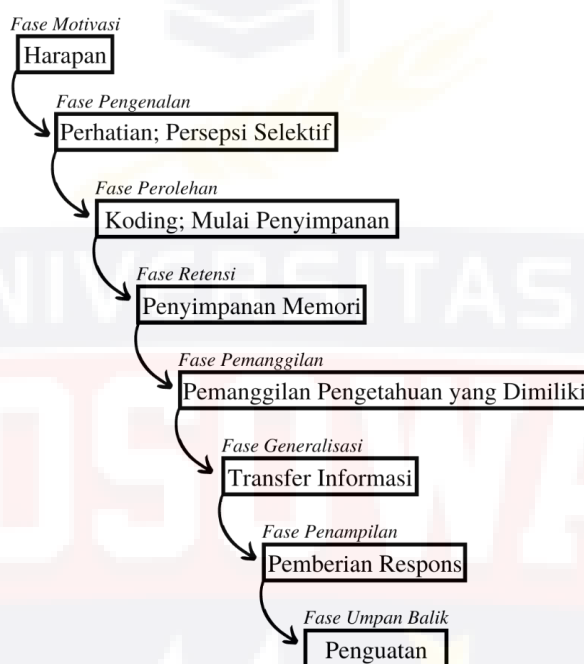 Fase Motivasi
Harapan
Fase Pengenalan
Perhatian; Persepsi Selektif
Fase Perolehan
Koding; Mulai Penyimpanan
Fase Retensi
Penyimpanan Memori
Fase Pemanggilan
Pemanggilan Pengetahuan yang Dimiliki
Fase Generalisasi
Transfer Informasi
Fase Penampilan
Pemberian Respons
Fase Umpan Balik
Penguatan